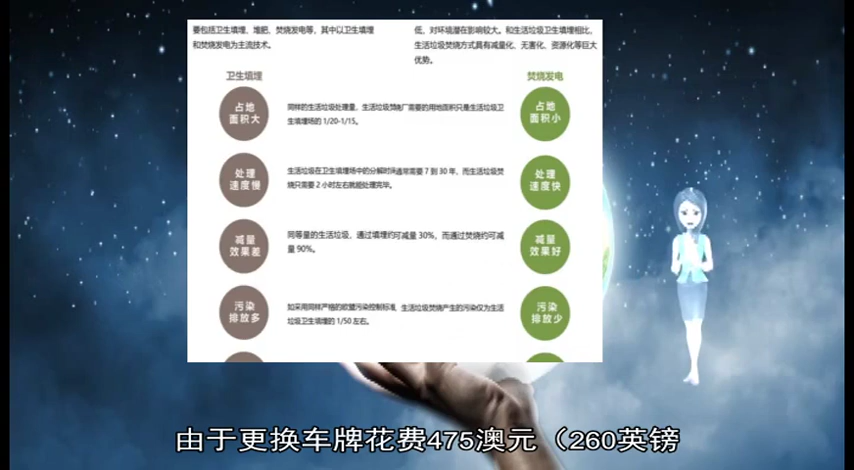 要包括卫生填埋、堆肥、焚烧发电等，其中以卫生填埋
和焚烧发电为主流技术。
低，对环境潜在影响较大。和生活垃圾卫生填埋相比，
生活垃圾焚烧方式具有减量化、无害化、资源化等巨大
优势。
卫生填埋
焚烧发电
占地
面积大
同样的生活垃圾处理量，生活垃圾焚烧厂需要的用地面积只是生活垃圾卫
生填埋场的 1/20-1/15。
占地
面积小
处理
速度慢
生活垃圾在卫生填埋场中的分解时间通常需要 7 到 30 年，而生活垃圾焚
烧只需要 2 小时左右就能处理完毕。
处理
速度快
减量
效果差
同等量的生活垃圾，通过填埋约可减量 30%，而通过焚烧约可减
量 90%。
减量
效果好
污染
排放多
如采用同样严格的欧盟污染控制标准，生活垃圾焚烧产生的污染仅为生活
垃圾卫生填埋的 1/50 左右。
污染
排放少
由于更换车牌花费475澳元（260英镑